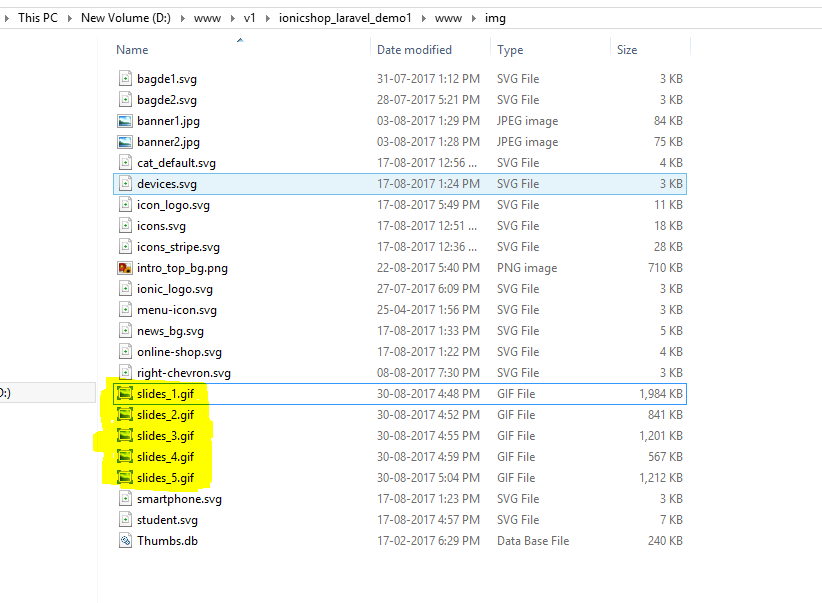 This PC New Volume (D:) www v1 ionicshop_laravel_demo1 www img
Name Date modified Type Size
bagde1.svg 31-07-2017 1:12 PM SVG File 3 KB
bagde2.svg 28-07-2017 5:21 PM SVG File 3 KB
banner1.jpg 03-08-2017 1:29 PM JPEG image 84 KB
banner2.jpg 03-08-2017 1:28 PM JPEG image 75 KB
cat_default.svg 17-08-2017 12:56 ... SVG File 4 KB
devices.svg 17-08-2017 1:24 PM SVG File 3 KB
icon_logo.svg 17-08-2017 5:49 PM SVG File 11 KB
icons.svg 17-08-2017 12:51 ... SVG File 18 KB
icons_stripe.svg 17-08-2017 12:36 ... SVG File 28 KB
intro_top_bg.png 22-08-2017 5:40 PM PNG image 710 KB
ionic_logo.svg 27-07-2017 6:09 PM SVG File 3 KB
menu-icon.svg 25-04-2017 1:56 PM SVG File 3 KB
news_bg.svg 17-08-2017 1:33 PM SVG File 5 KB
online-shop.svg 17-08-2017 1:22 PM SVG File 4 KB
right-chevron.svg 08-08-2017 7:30 PM SVG File 3 KB
D:) slides_1.gif 30-08-2017 4:48 PM GIF File 1,984 KB
slides_2.gif 30-08-2017 4:52 PM GIF File 841 KB
slides_3.gif 30-08-2017 4:55 PM GIF File 1,201 KB
slides_4.gif 30-08-2017 4:59 PM GIF File 567 KB
slides_5.gif 30-08-2017 5:04 PM GIF File 1,212 KB
smartphone.svg 17-08-2017 1:23 PM SVG File 3 KB
student.svg 17-08-2017 4:57 PM SVG File 7 KB
Thumbs.db 17-02-2017 6:29 PM Data Base File 240 KB